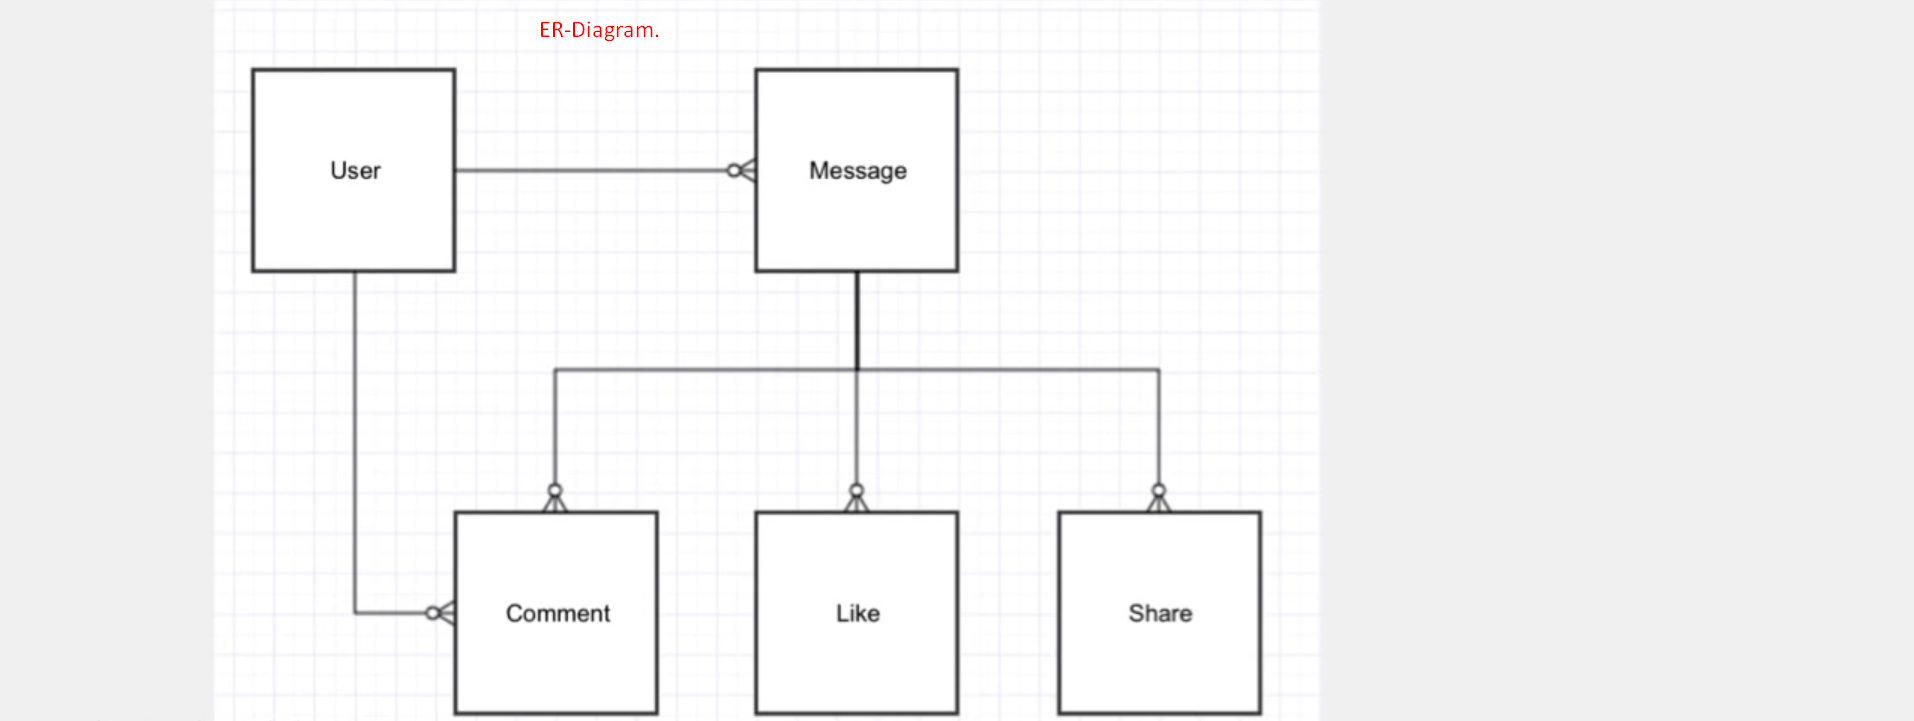 ER-Diagram.
User
Message
Comment
Like
Share